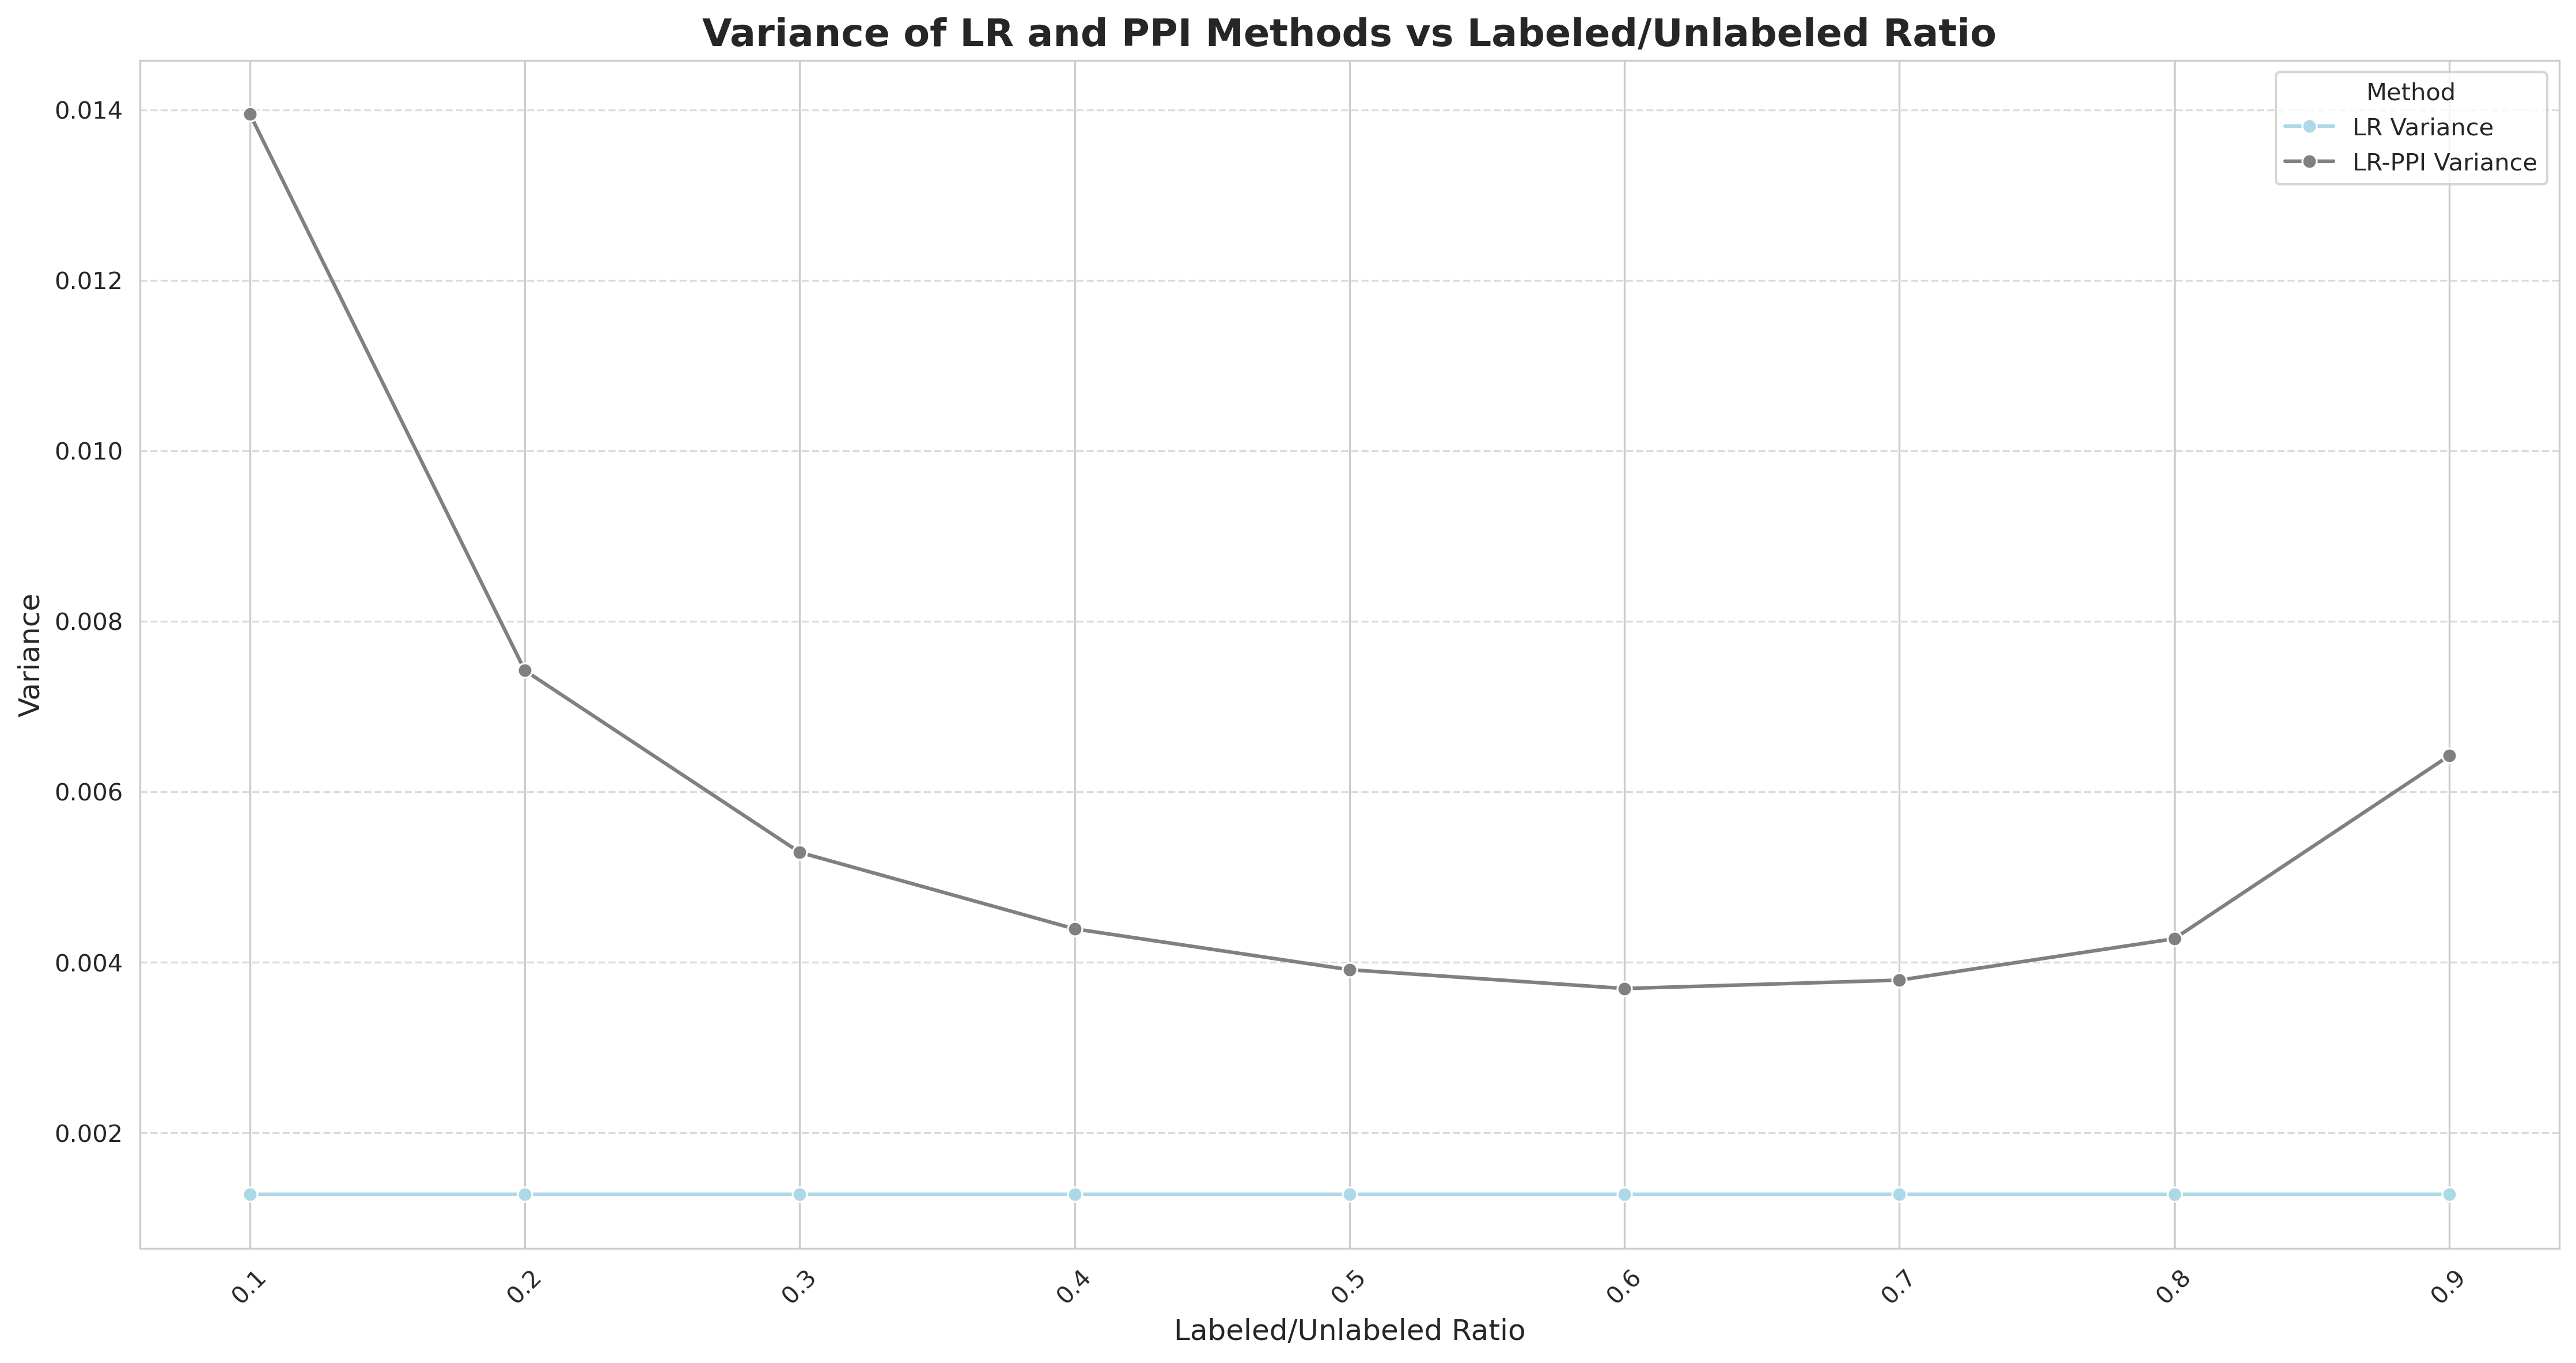 Variance of LR and PPI Methods vs Labeled/Unlabeled Ratio
Method
LR Variance
LR-PPI Variance
Variance
0.014
0.012
0.010
0.008
0.006
0.004
0.002
0.1
0.2
0.3
0.4
0.5
0.6
0.7
0.8
0.9
Labeled/Unlabeled Ratio